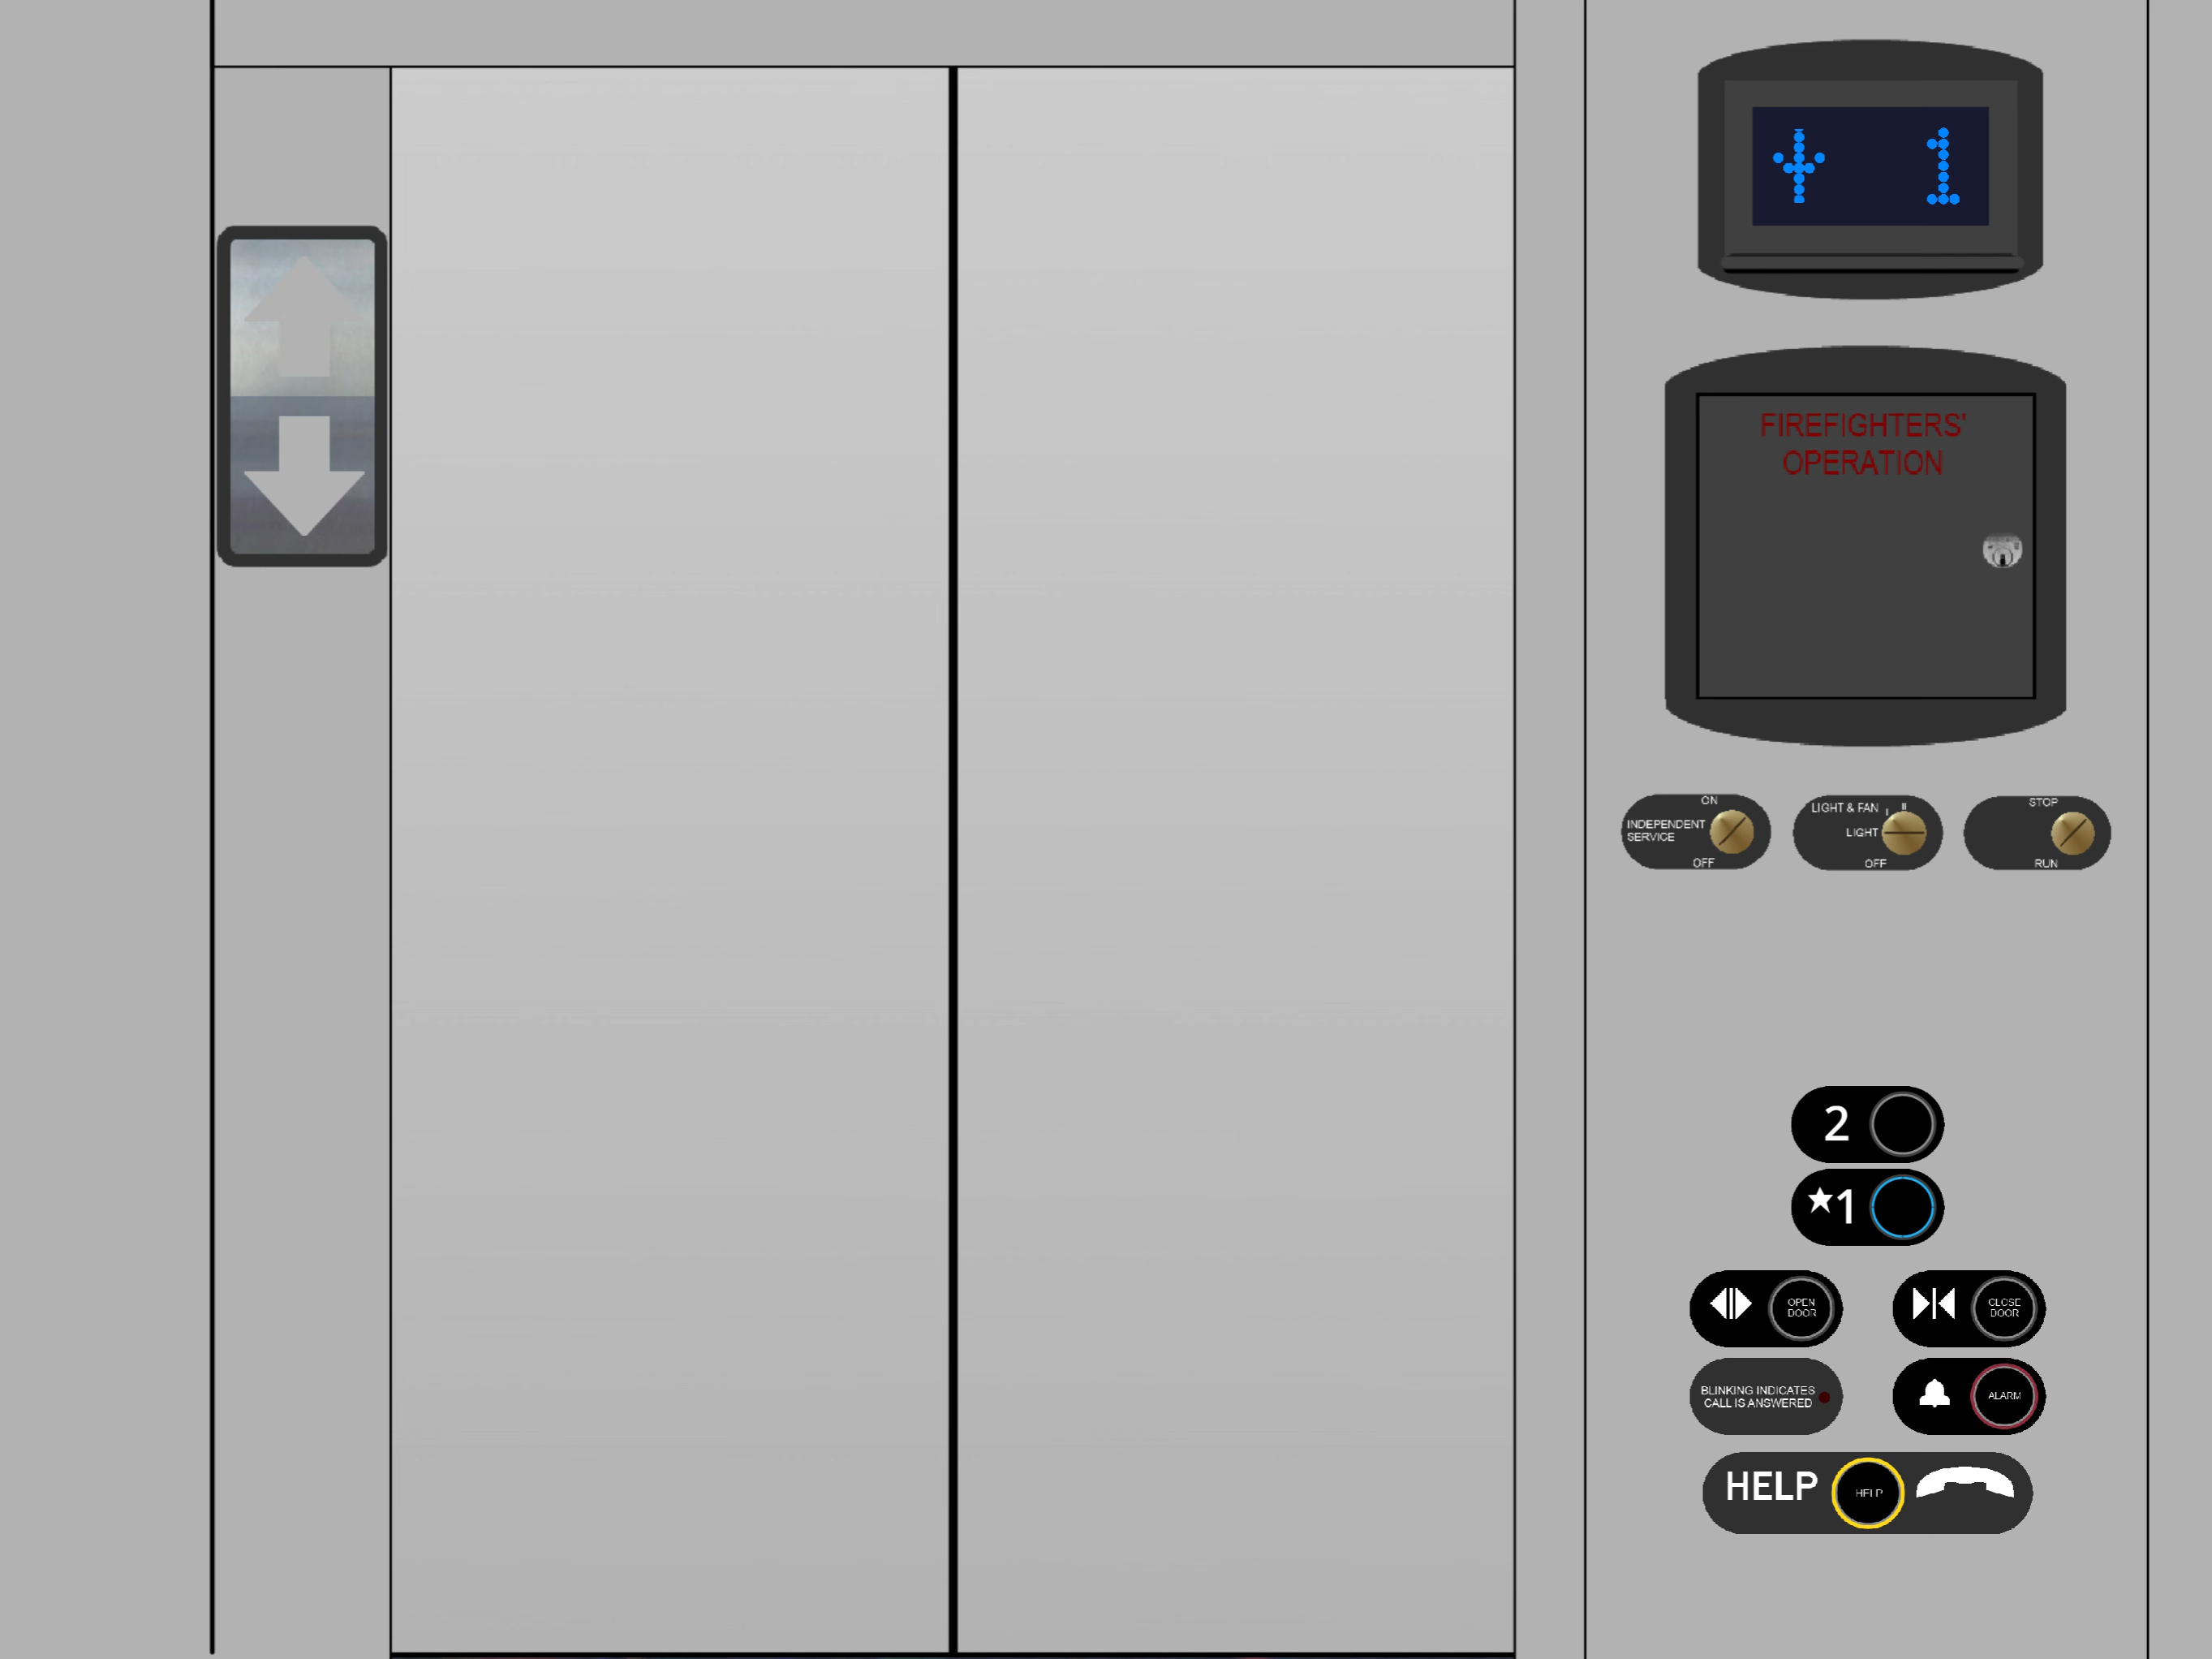 1
FIREFIGHTERS'
OPERATION
ON
INDEPENDENT
SERVICE
OFF
LIGHT & FAN I II
LIGHT
OFF
STOP
RUN
2
★1
OPEN
DOOR
CLOSE
DOOR
BLINKING INDICATES
CALL IS ANSWERED
ALARM
HELP
HELP